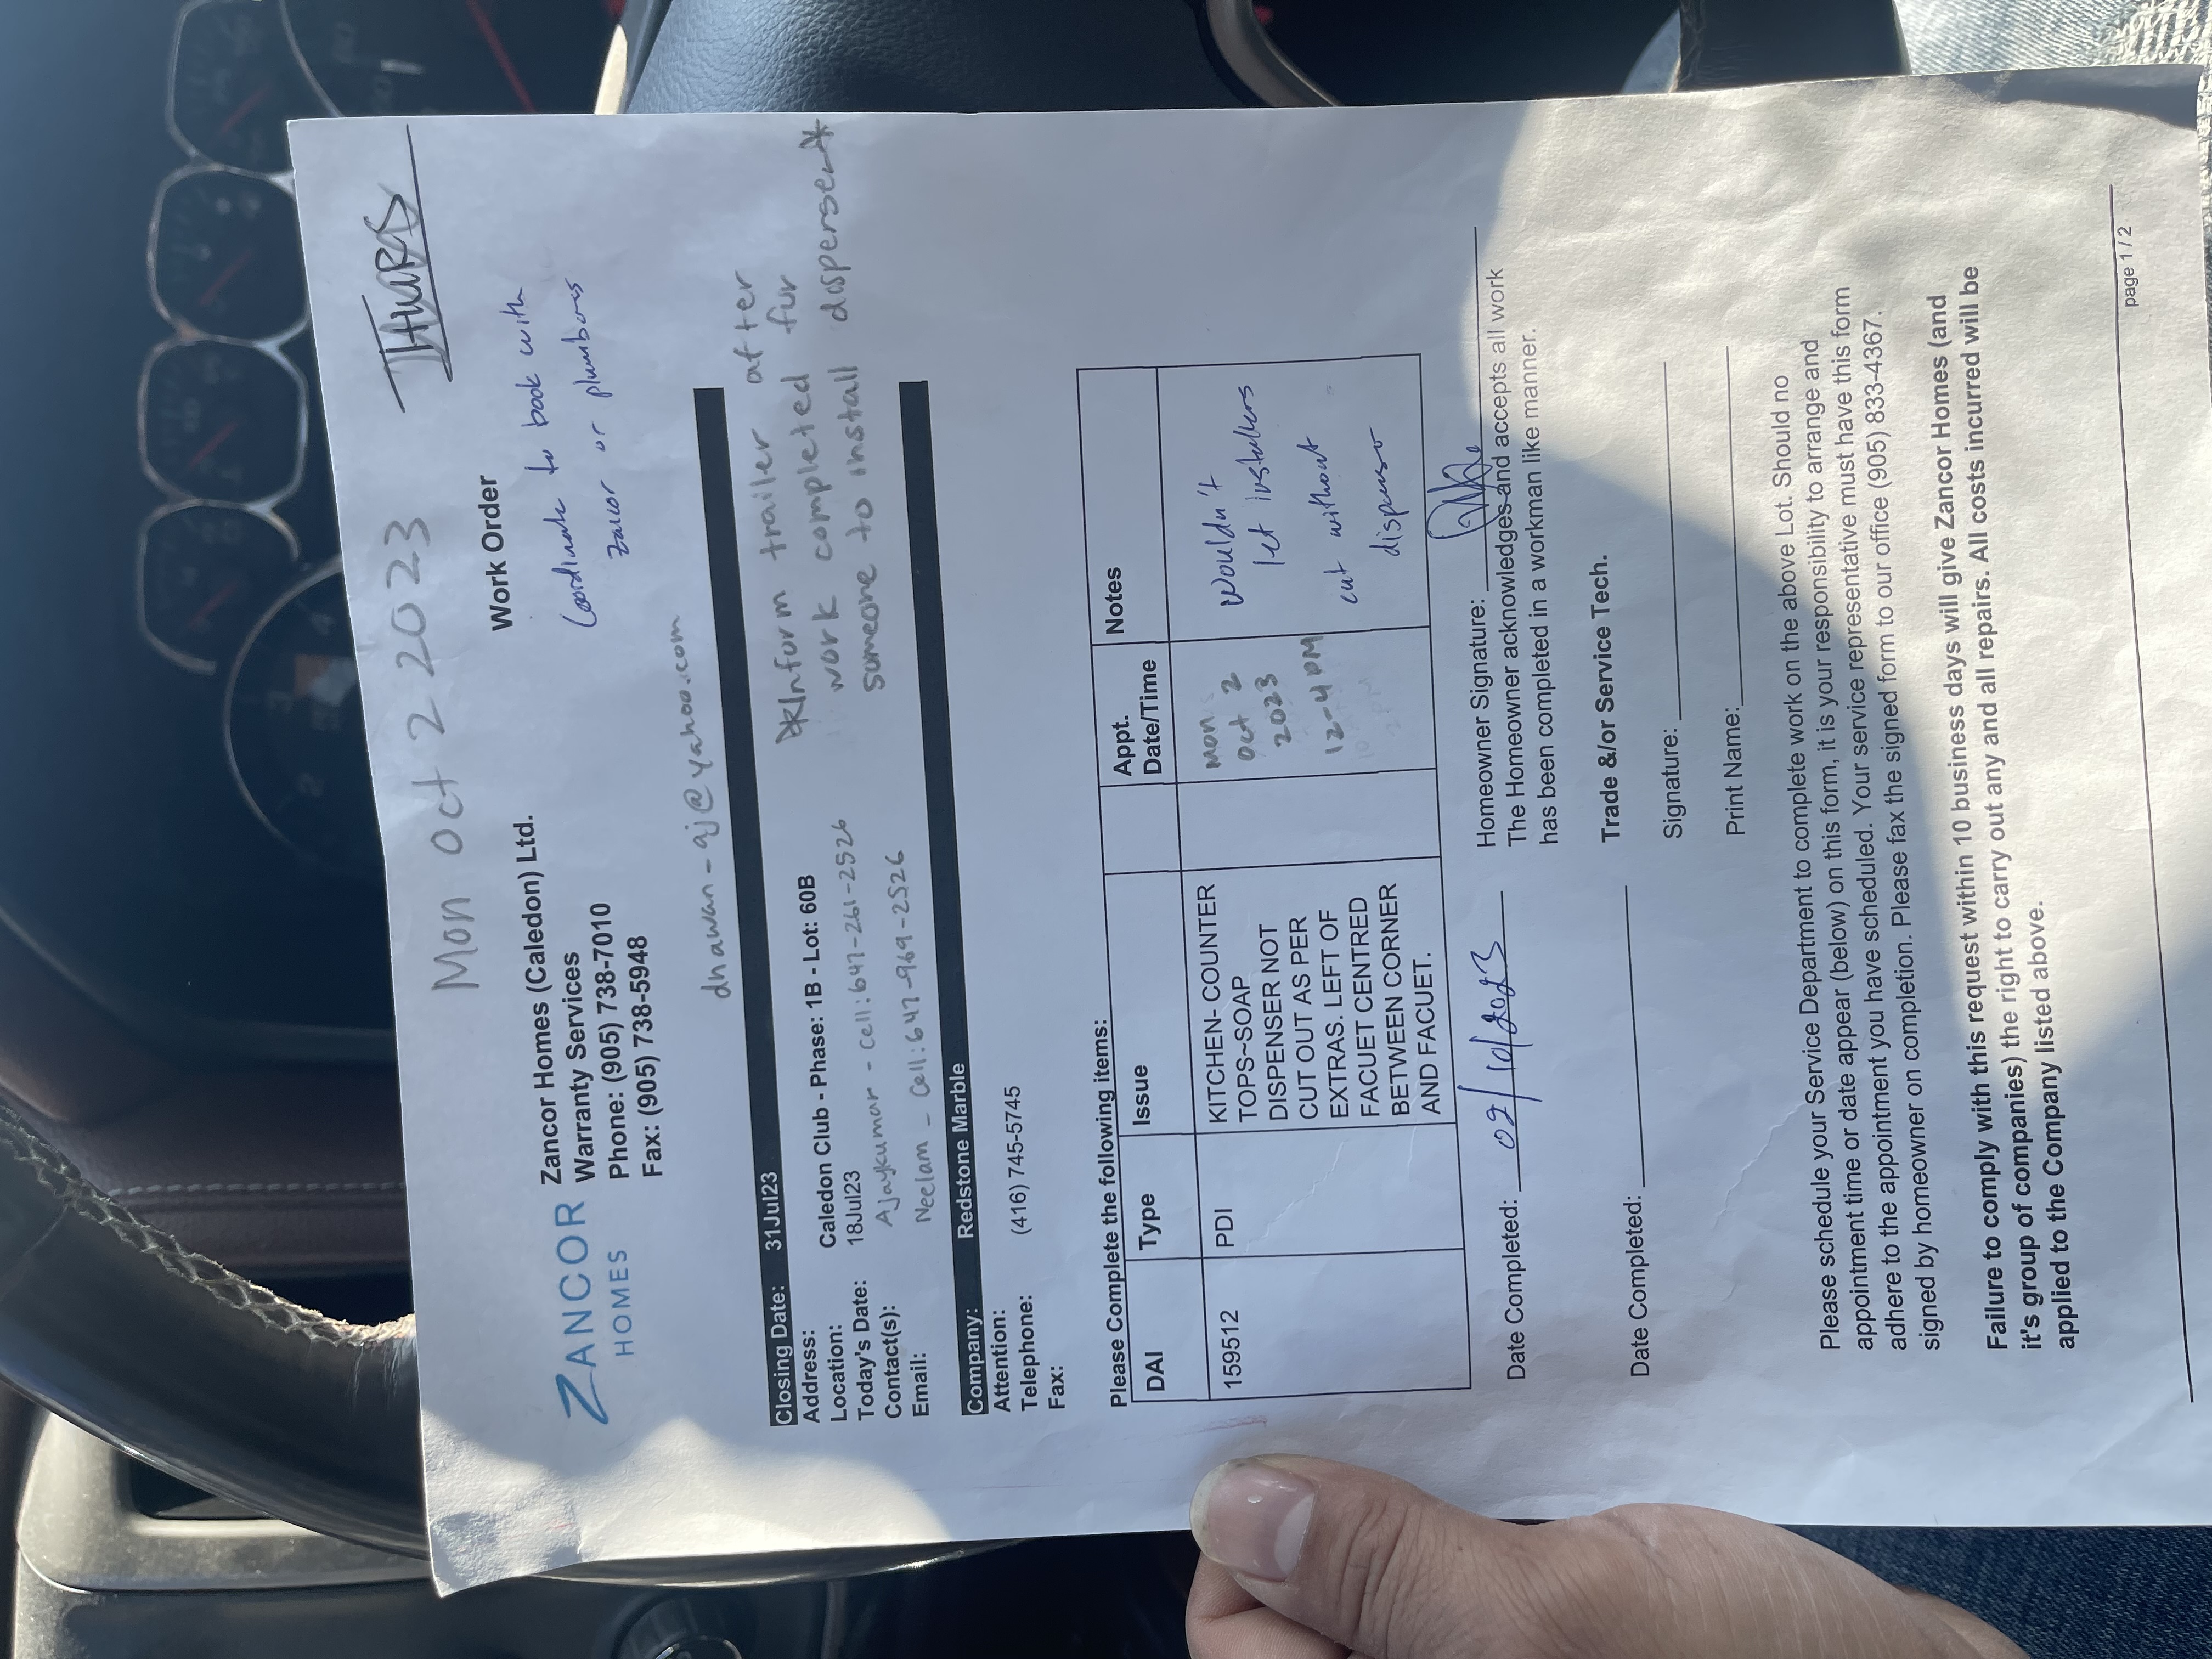 Mon Oct 2 2023
THURS
ZANCOR
HOMES
Zancor Homes (Caledon) Ltd.
Warranty Services
Phone: (905) 738-7010
Fax: (905) 738-5948
Work Order
Coordinate to book with
Zancor or plumbers
dhawan-aj@yahoo.com
Closing Date: 31Jul23
Address:
Location: Caledon Club - Phase: 1B - Lot: 60B
Today's Date: 18Jul23
Contact(s): Ajaykumar - cell: 647-261-2526
Email: Neelam - Cell: 647-969-2526
*Inform trailer after
work completed for
someone to install dispenser*
Company: Redstone Marble
Attention:
Telephone: (416) 745-5745
Fax:
Please Complete the following items:
DAI Type Issue Appt. Date/Time Notes
159512 PDI
KITCHEN- COUNTER
TOPS~SOAP
DISPENSER NOT
CUT OUT AS PER
EXTRAS. LEFT OF
FACUET CENTRED
BETWEEN CORNER
AND FACUET.
Mon
Oct 2
2023
12-4PM
Wouldn't
let installers
cut without
dispenser
Date Completed: 02/10/2023
Homeowner Signature:
The Homeowner acknowledges and accepts all work
has been completed in a workman like manner.
Trade &/or Service Tech.
Date Completed:
Signature:
Print Name:
Please schedule your Service Department to complete work on the above Lot. Should no
appointment time or date appear (below) on this form, it is your responsibility to arrange and
adhere to the appointment you have scheduled. Your service representative must have this form
signed by homeowner on completion. Please fax the signed form to our office (905) 833-4367.
Failure to comply with this request within 10 business days will give Zancor Homes (and
it's group of companies) the right to carry out any and all repairs. All costs incurred will be
applied to the Company listed above.
page 1 / 2